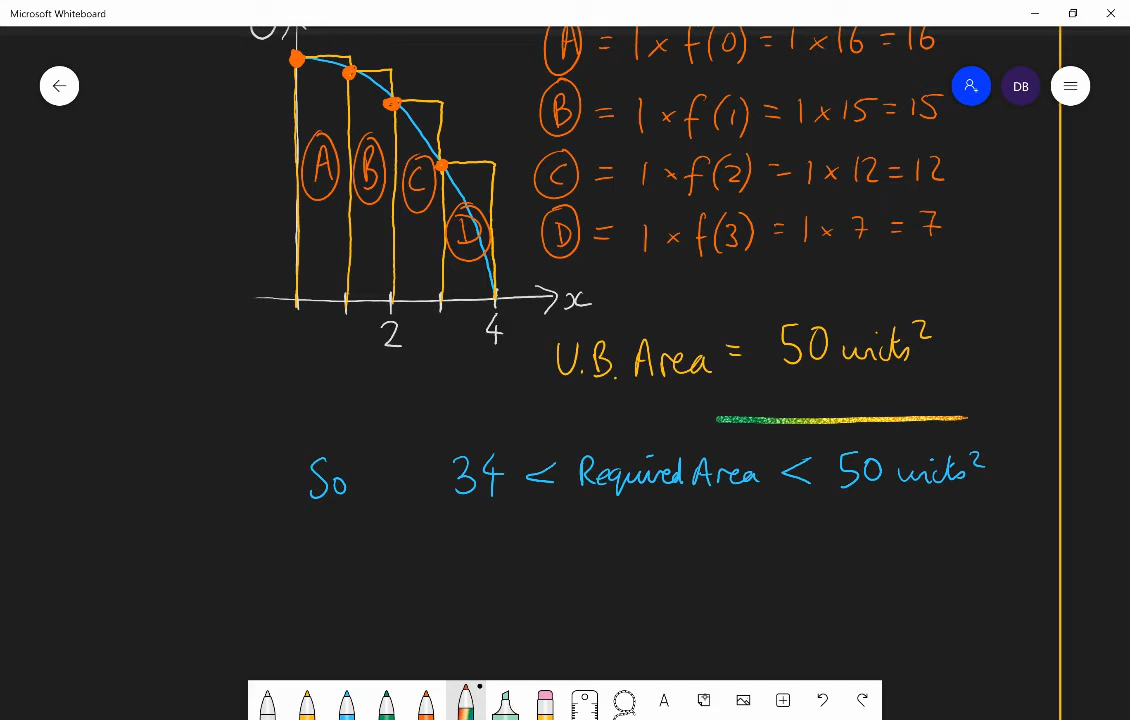 Microsoft Whiteboard
A = 1 × f(0) = 1 × 16 = 16
B = 1 × f(1) = 1 × 15 = 15
C = 1 × f(2) = 1 × 12 = 12
D = 1 × f(3) = 1 × 7 = 7
DB
A B C D
x
2 4
U.B. Area = 50 units²
So 34 < Required Area < 50 units²
A